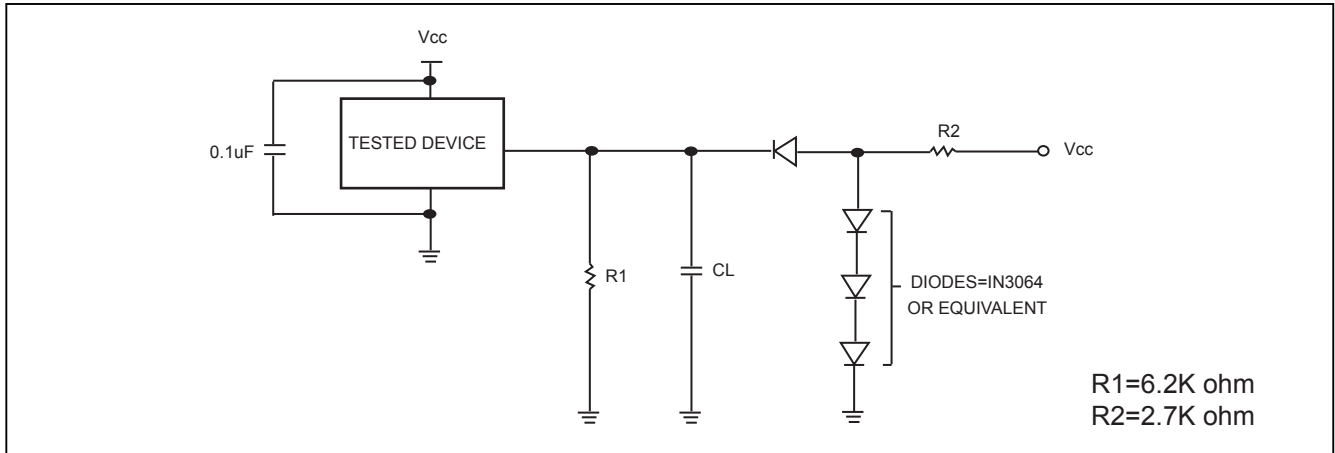 Vcc
0.1uF
TESTED DEVICE
R2
Vcc
R1
CL
DIODES=IN3064
OR EQUIVALENT
R1=6.2K ohm
R2=2.7K ohm